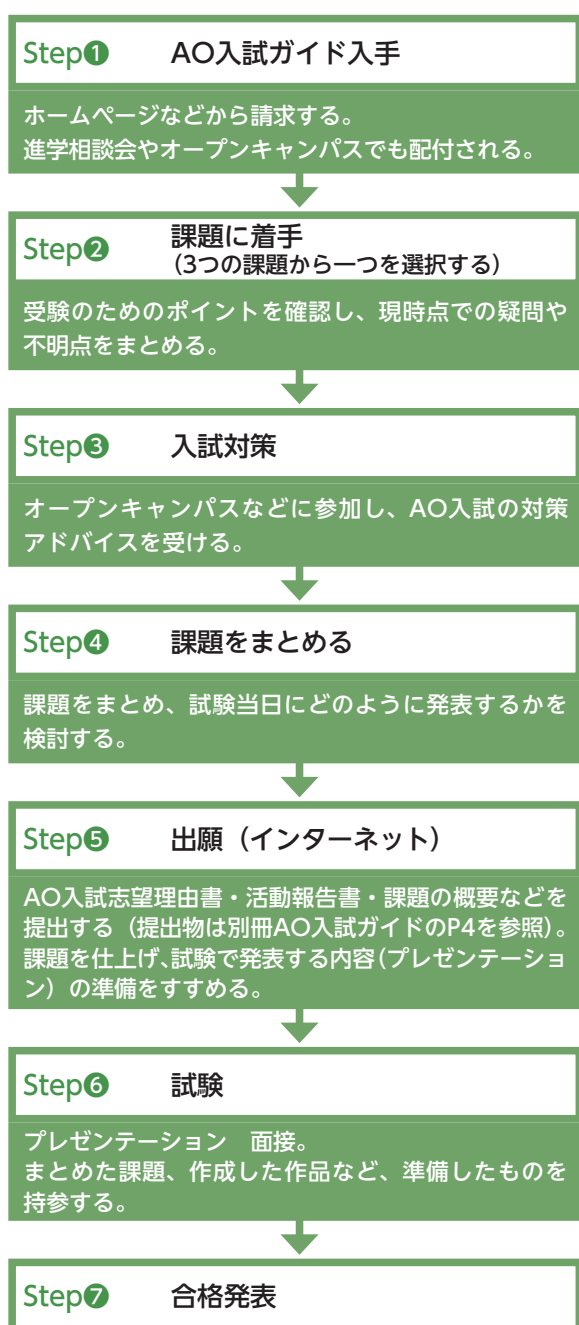 Step❶ AO入試ガイド入手
ホームページなどから請求する。
進学相談会やオープンキャンパスでも配付される。
Step❷ 課題に着手
(3つの課題から一つを選択する)
受験のためのポイントを確認し、現時点での疑問や
不明点をまとめる。
Step❸ 入試対策
オープンキャンパスなどに参加し、AO入試の対策
アドバイスを受ける。
Step❹ 課題をまとめる
課題をまとめ、試験当日にどのように発表するかを
検討する。
Step❺ 出願（インターネット）
AO入試志望理由書・活動報告書・課題の概要などを
提出する（提出物は別冊AO入試ガイドのP4を参照）。
課題を仕上げ、試験で発表する内容（プレゼンテーショ
ン）の準備をすすめる。
Step❻ 試験
プレゼンテーション　面接。
まとめた課題、作成した作品など、準備したものを
持参する。
Step❼ 合格発表